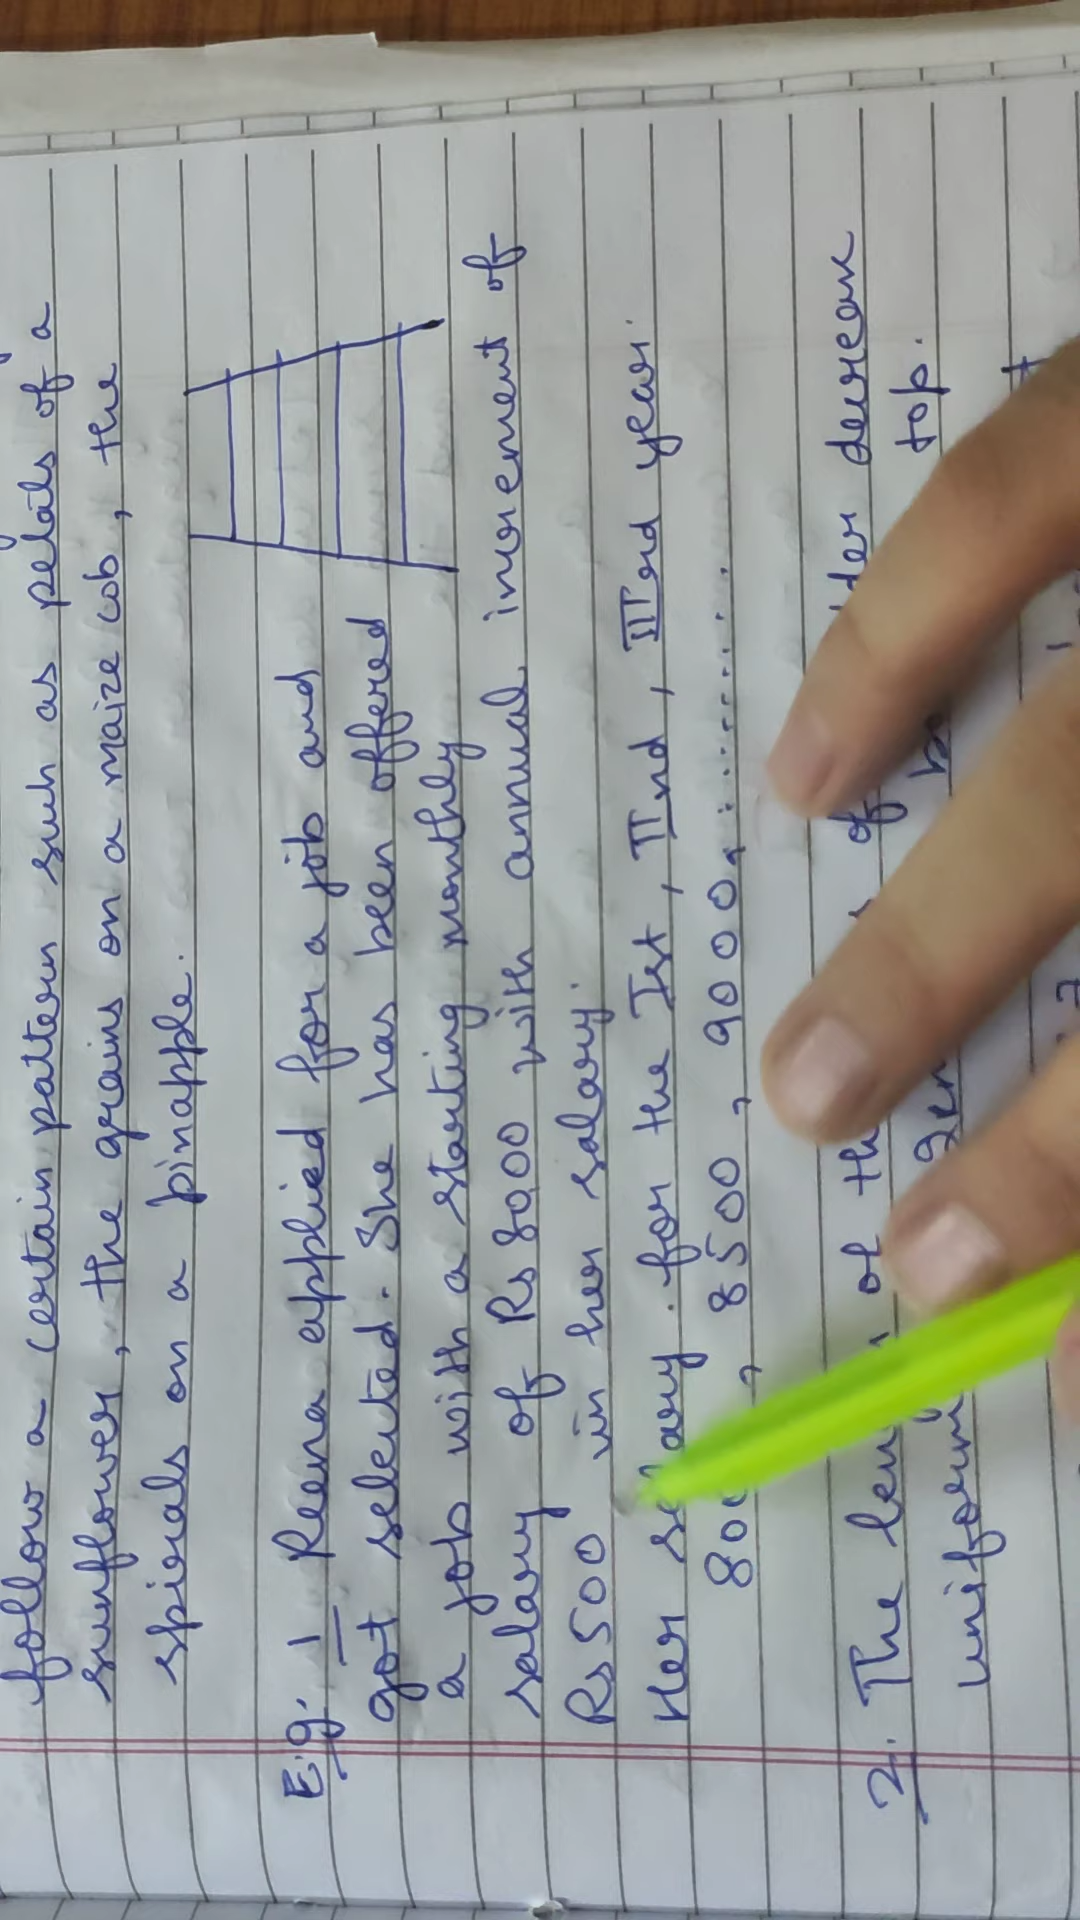 follow a certain pattern such as petals of a
sunflower, the grains on a maize cob, the
spirals on a pinapple.
E.g. 1 Reena applied for a job and
got selected. She has been offered
a job with a starting monthly
salary of Rs 8000 with annual increment of
Rs 500 in her salary.
Her salary for the Ist, IInd, IIIrd year.
8500, 9000, ........
2. The of
uniform top.